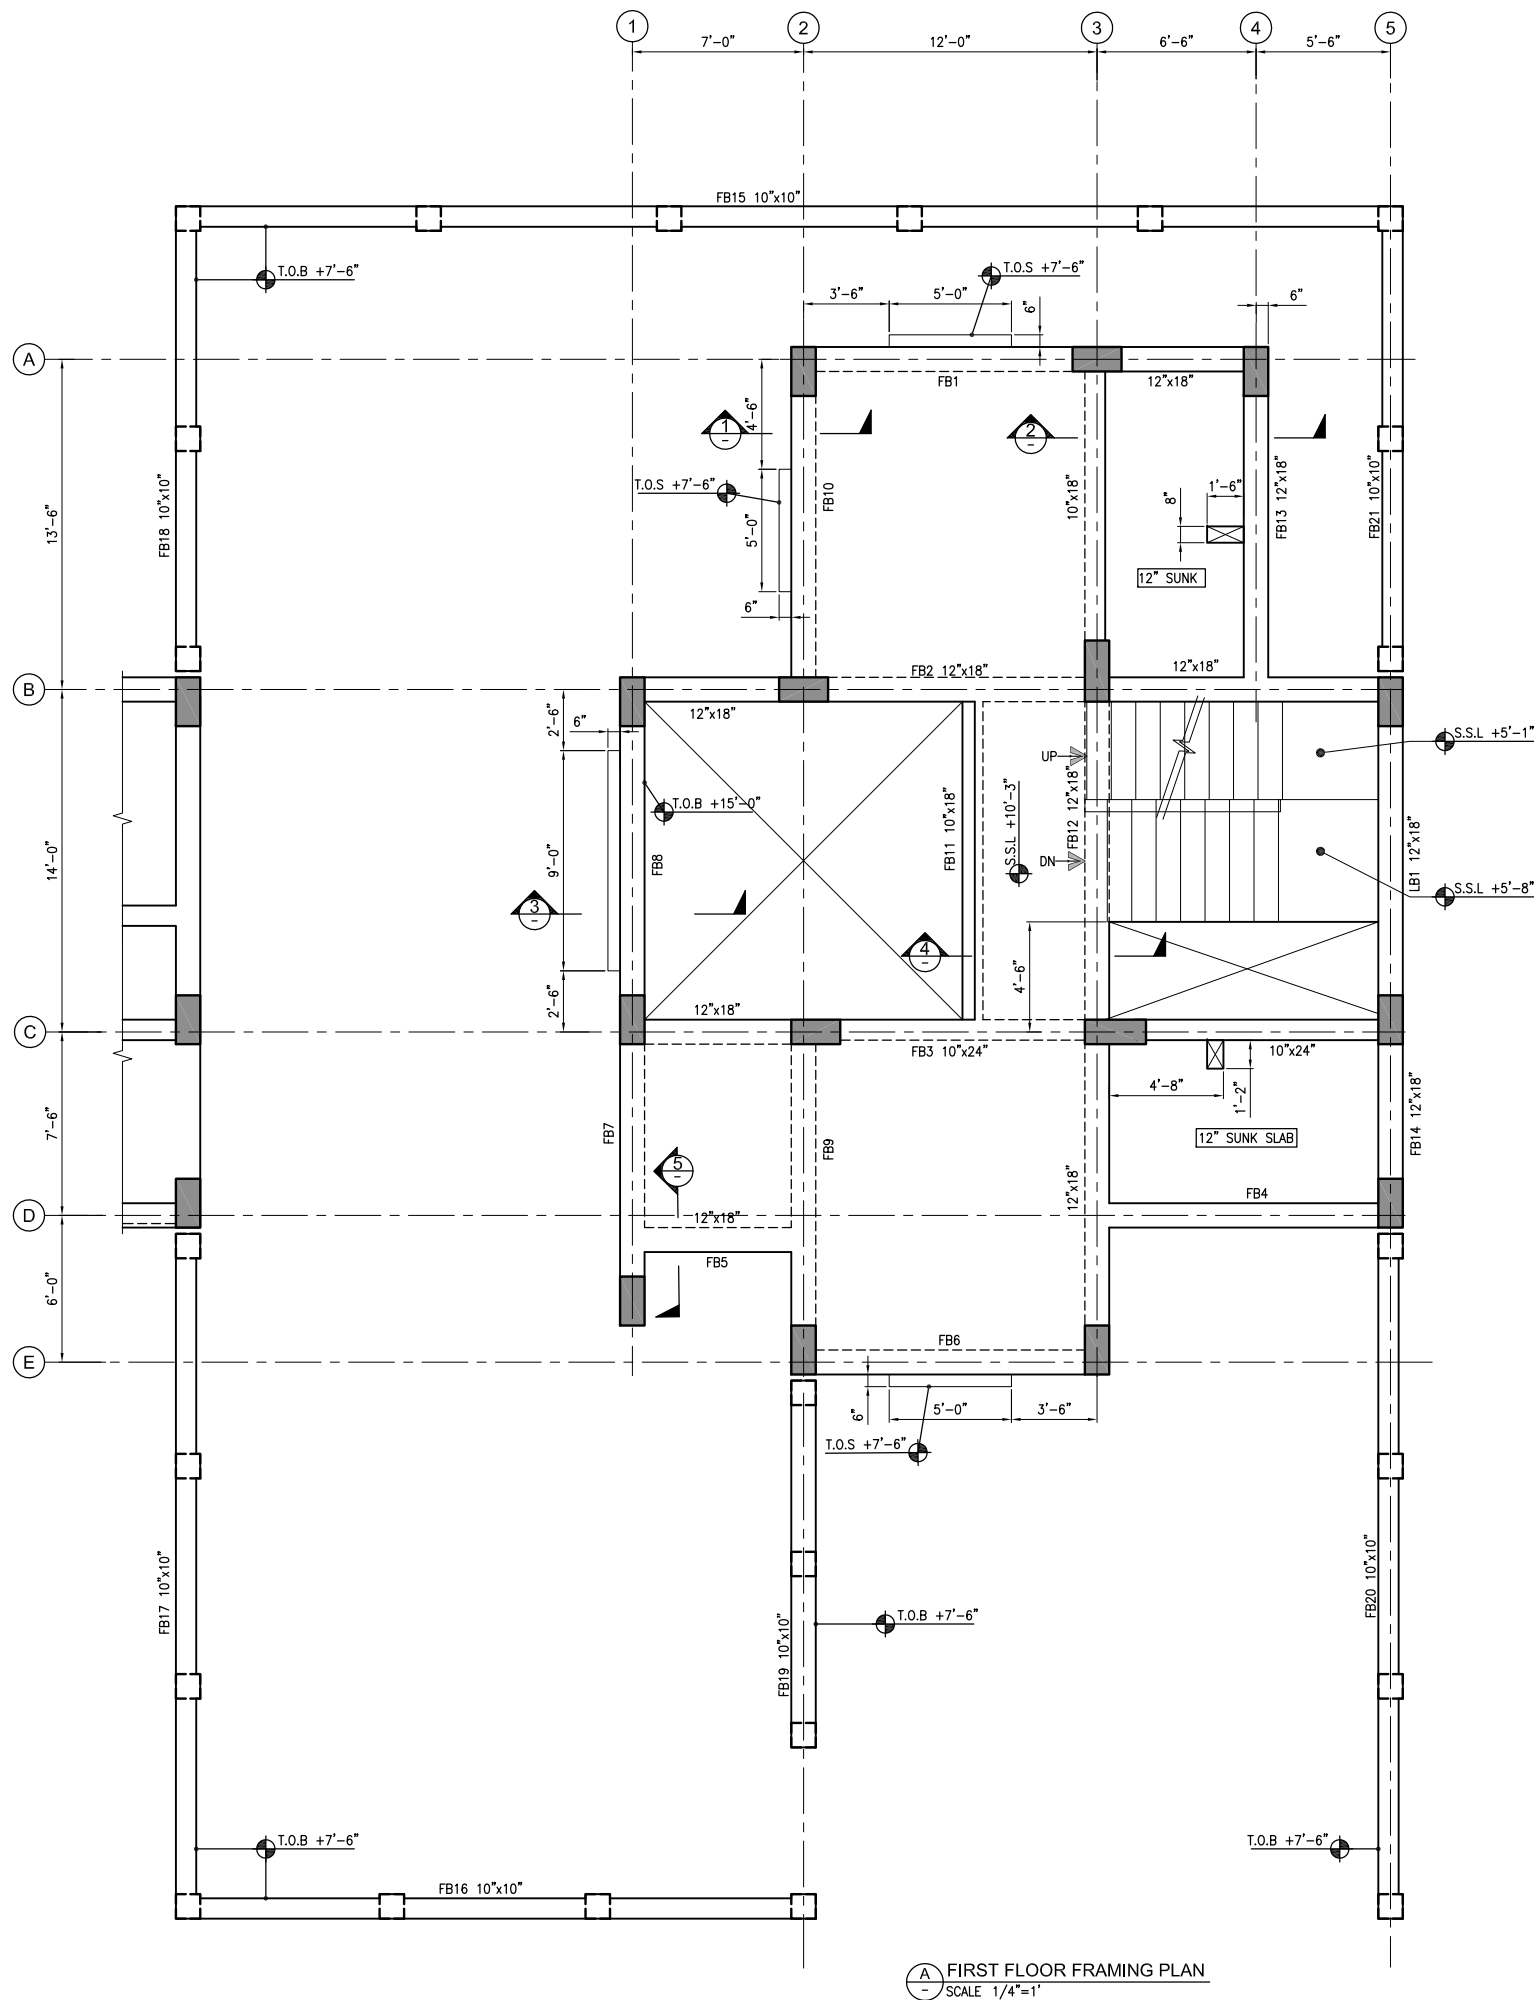 1
2
3
4
5
7'-0"
12'-0"
6'-6"
5'-6"
FB15 10"x10"
T.O.B +7'-6"
T.O.S +7'-6"
3'-6"
5'-0"
6"
6"
A
FB1
12"x18"
4'-6"
1
-
2
-
T.O.S +7'-6"
FB10
10"x18"
1'-6"
8"
FB13 12"x18"
FB21 10"x10"
FB18 10"x10"
13'-6"
5'-0"
12" SUNK
6"
FB2 12"x18"
12"x18"
B
2'-6"
6"
12"x18"
UP
S.S.L +5'-1"
T.O.B +15'-0"
FB11 10"x18"
S.S.L +10'-3"
FB12 12"x18"
14'-0"
9'-0"
FB8
DN
LB1 12"x18"
S.S.L +5'-8"
3
-
4
-
4'-6"
2'-6"
12"x18"
C
FB3 10"x24"
10"x24"
4'-8"
1'-2"
7'-6"
FB7
FB9
12" SUNK SLAB
FB14 12"x18"
5
-
12"x18"
FB4
D
12"x18"
FB5
6'-0"
FB6
E
6"
5'-0"
3'-6"
T.O.S +7'-6"
FB17 10"x10"
FB20 10"x10"
T.O.B +7'-6"
FB19 10"x10"
T.O.B +7'-6"
T.O.B +7'-6"
FB16 10"x10"
A
-
FIRST FLOOR FRAMING PLAN
SCALE 1/4"=1'